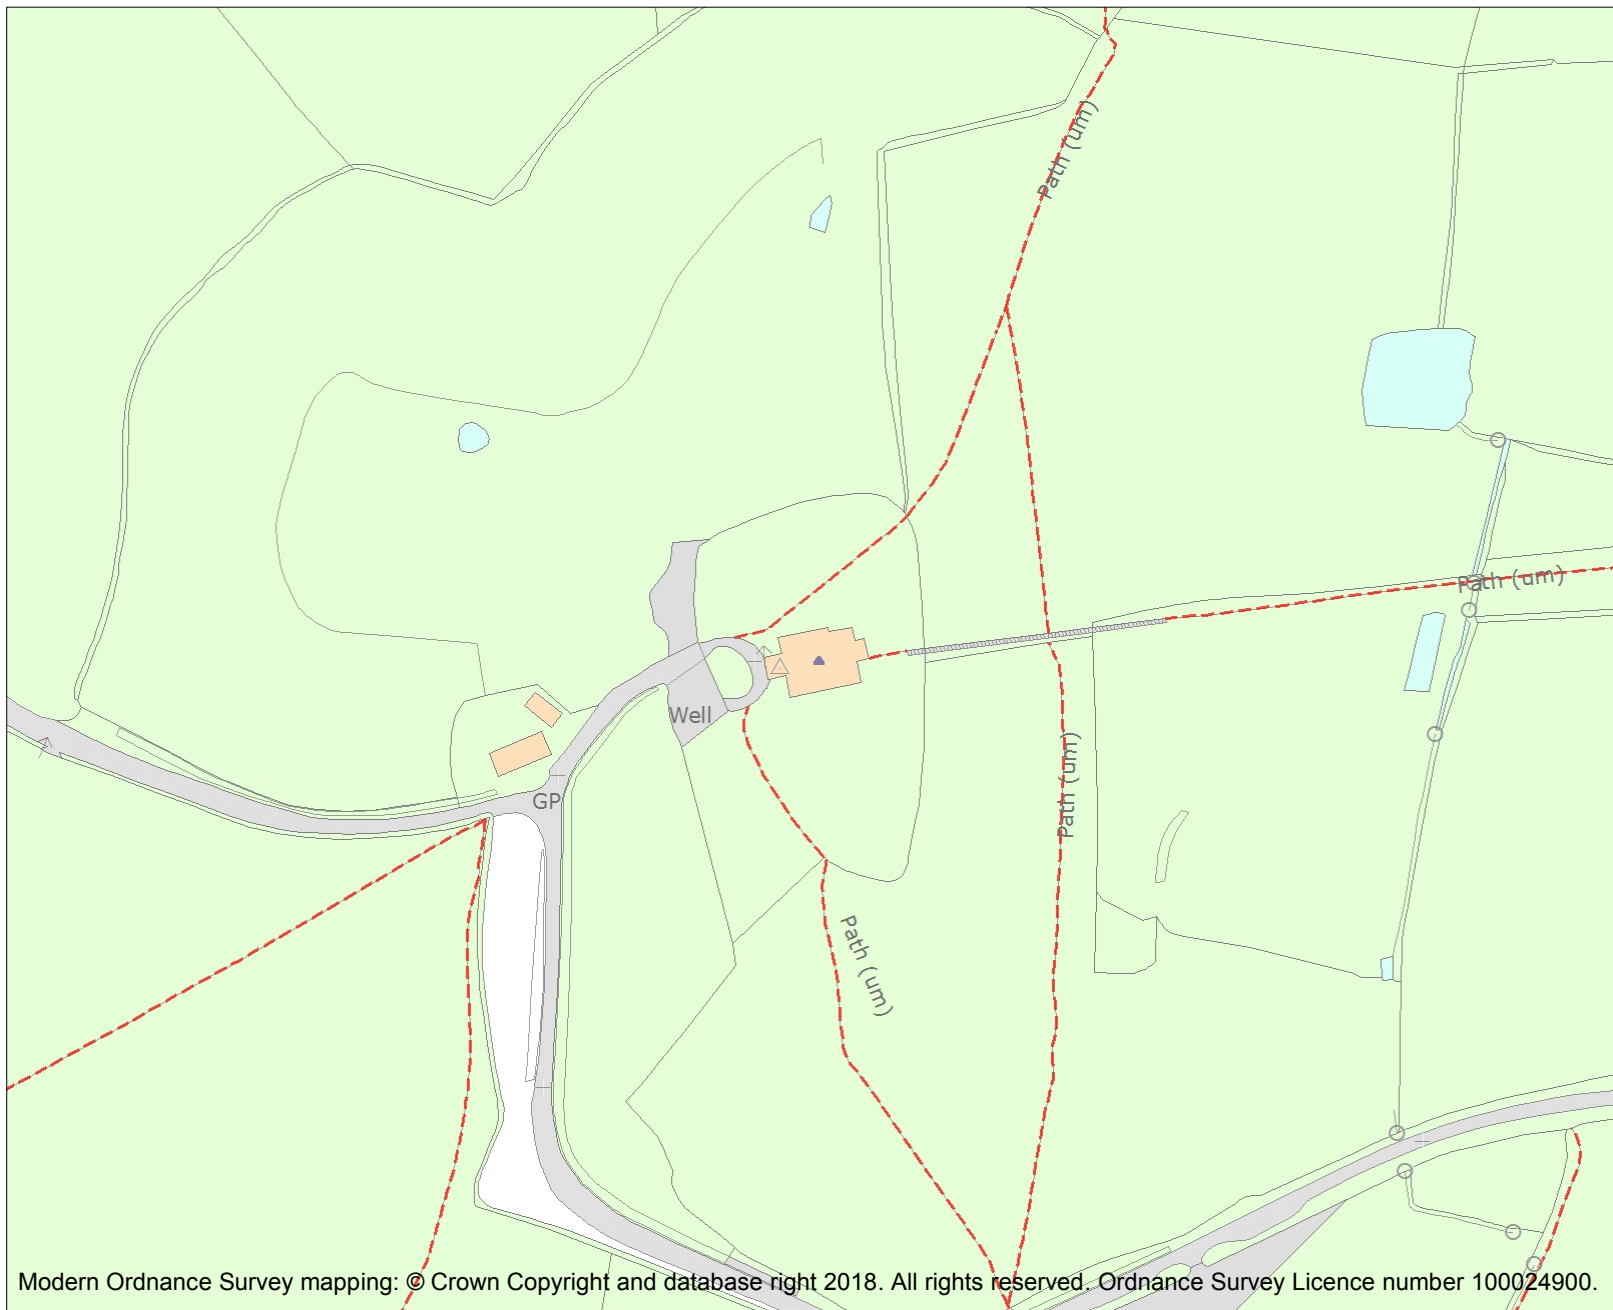 Path (um)
Path (um)
Well
Path (um)
GP
Path (um)
Modern Ordnance Survey mapping: © Crown Copyright and database right 2018. All rights reserved. Ordnance Survey Licence number 100024900.